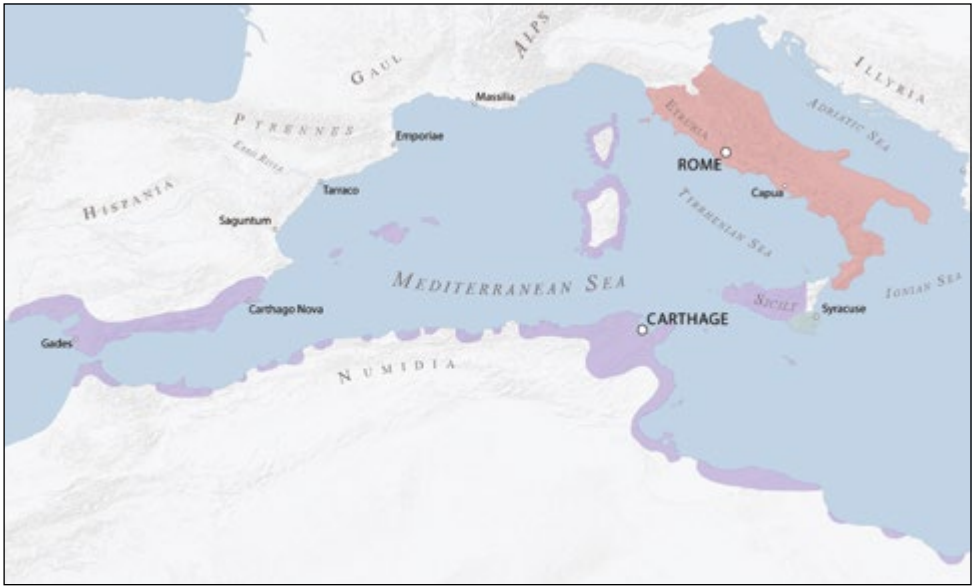 GAUL
ALPS
ILLYRIA
Massilia
ADRIATIC SEA
ETRURIA
PYRENNES
Emporiae
EBRO RIVER
ROME
Tarraco
Capua
HISPANIA
Saguntum
TYRRHENIAN SEA
MEDITERRANEAN SEA
IONIAN SEA
SICILY
Carthago Nova
Syracuse
CARTHAGE
Gades
NUMIDIA